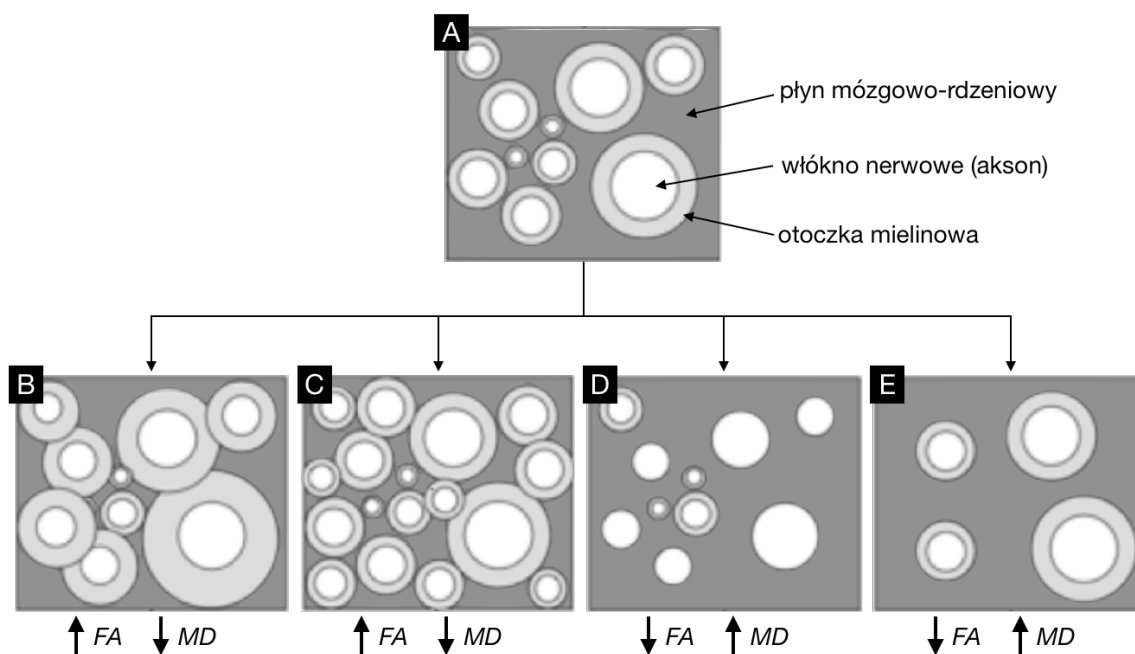 A
płyn mózgowo-rdzeniowy
włókno nerwowe (akson)
otoczka mielinowa
B
C
D
E
FA MD
FA MD
FA MD
FA MD